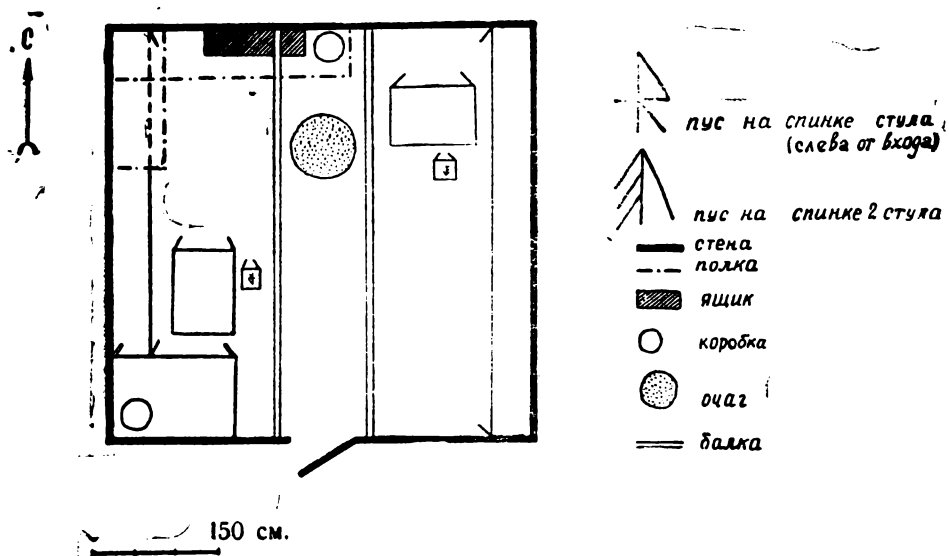 С
пус на спинке стула
(слева от входа)
пус на спинке 2 стула
стена
полка
ящик
коробка
очаг
балка
150 см.